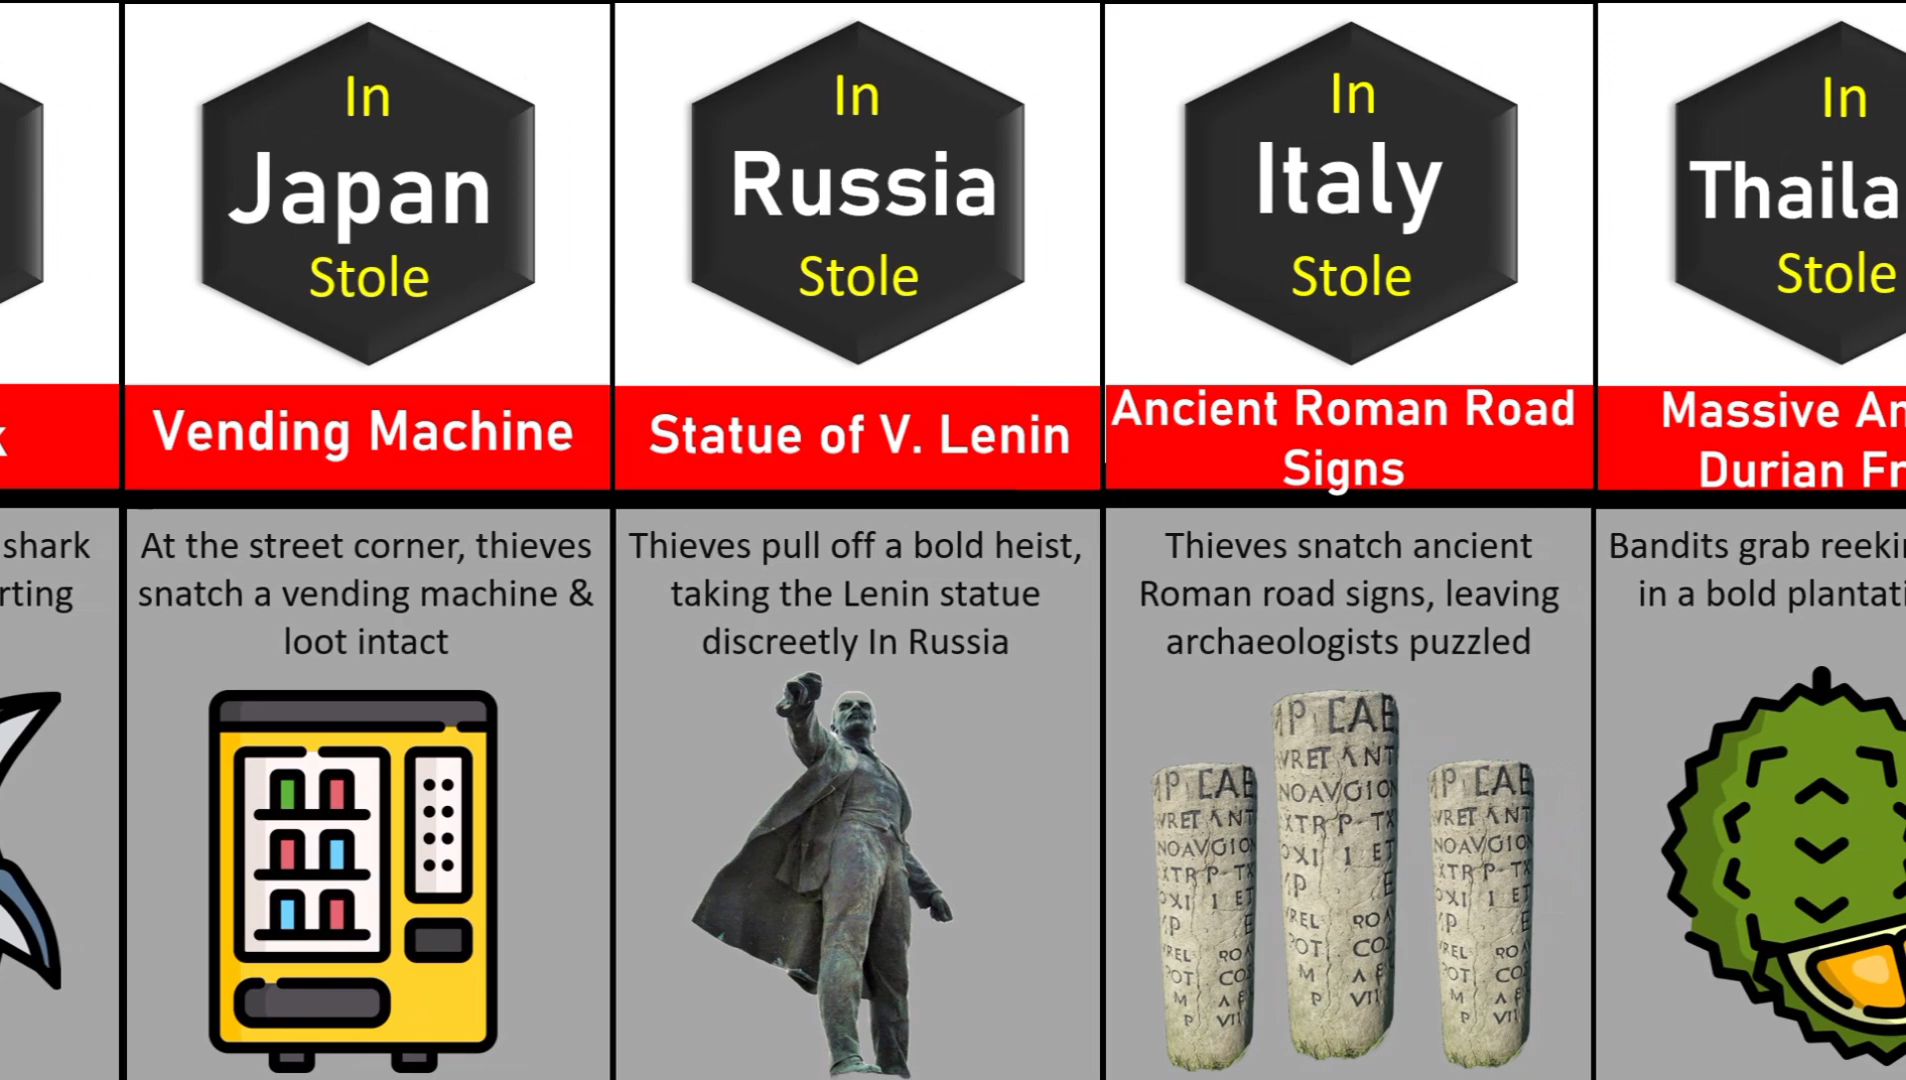 shark
rting
In
Japan
Stole
Vending Machine
At the street corner, thieves
snatch a vending machine &
loot intact
In
Russia
Stole
Statue of V. Lenin
Thieves pull off a bold heist,
taking the Lenin statue
discreetly In Russia
In
Italy
Stole
Ancient Roman Road
Signs
Thieves snatch ancient
Roman road signs, leaving
archaeologists puzzled
In
Thaila
Stole
Massive
Durian
Bandits grab
in a bold